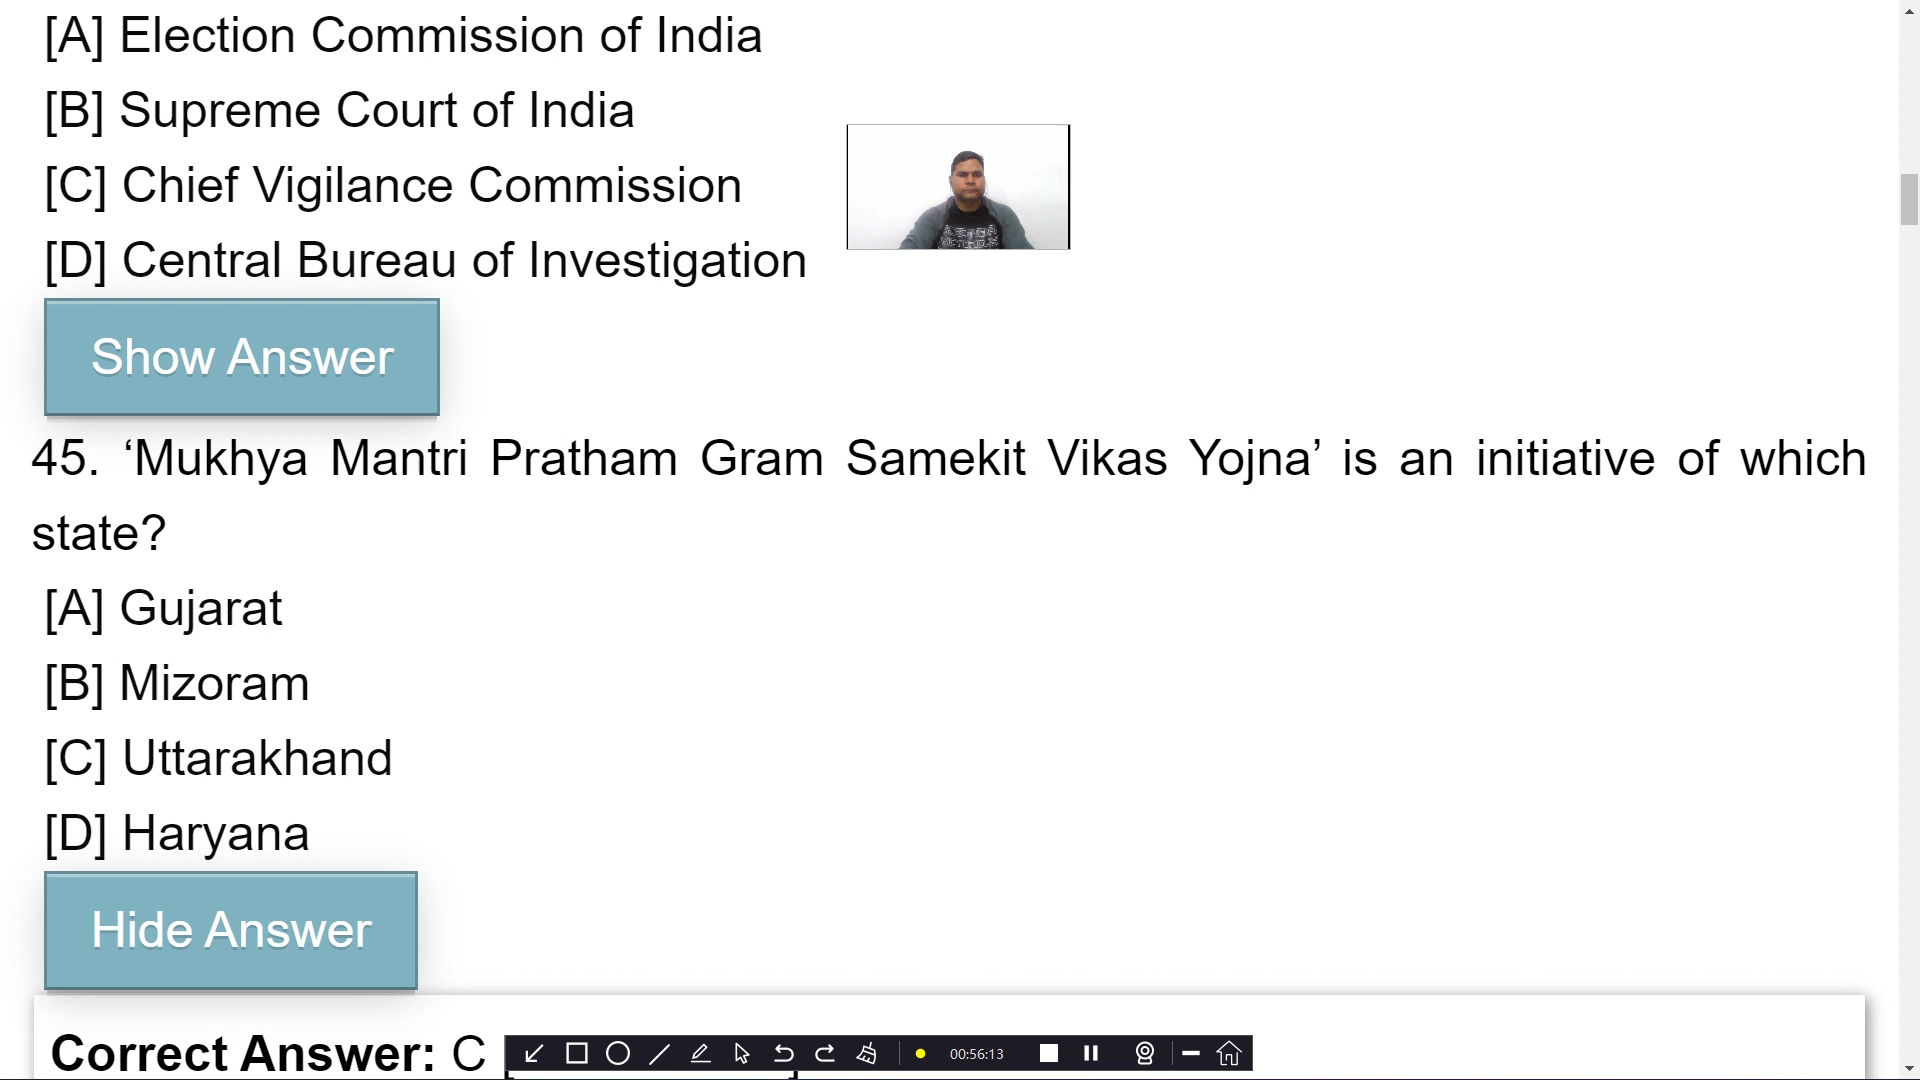 [A] Election Commission of India
[B] Supreme Court of India
[C] Chief Vigilance Commission
[D] Central Bureau of Investigation
Show Answer
45. ‘Mukhya Mantri Pratham Gram Samekit Vikas Yojna’ is an initiative of which
state?
[A] Gujarat
[B] Mizoram
[C] Uttarakhand
[D] Haryana
Hide Answer
Correct Answer: C
00:56:13